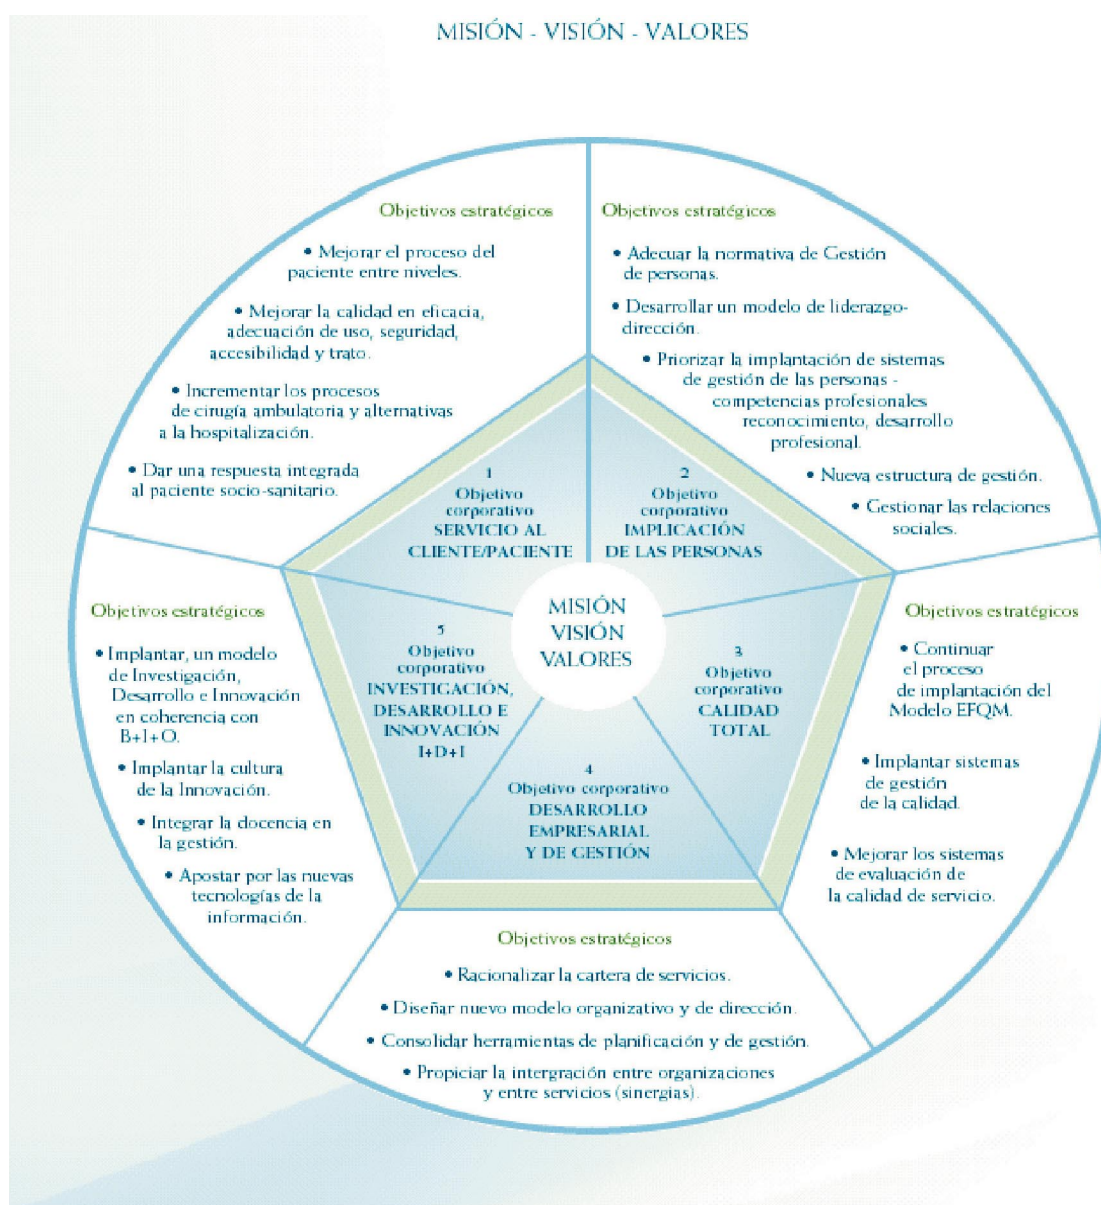 MISIÓN - VISIÓN - VALORES
Objetivos estratégicos
• Mejorar el proceso del
paciente entre niveles.
• Mejorar la calidad en eficacia,
adecuación de uso, seguridad,
accesibilidad y trato.
• Incrementar los procesos
de cirugía ambulatoria y alternativas
a la hospitalización.
• Dar una respuesta integrada
al paciente socio-sanitario.
Objetivos estratégicos
• Adecuar la normativa de Gestión
de personas.
• Desarrollar un modelo de liderazgo-
dirección.
• Priorizar la implantación de sistemas
de gestión de las personas -
competencias profesionales
reconocimiento, desarrollo
profesional.
• Nueva estructura de gestión.
• Gestionar las relaciones
sociales.
1
Objetivo
corporativo
SERVICIO AL
CLIENTE/PACIENTE
2
Objetivo
corporativo
IMPLICACIÓN
DE LAS PERSONAS
MISIÓN
VISIÓN
VALORES
3
Objetivo
corporativo
CALIDAD
TOTAL
4
Objetivo corporativo
DESARROLLO
EMPRESARIAL
Y DE GESTIÓN
5
Objetivo
corporativo
INVESTIGACIÓN,
DESARROLLO E
INNOVACIÓN
I+D+I
Objetivos estratégicos
• Implantar, un modelo
de Investigación,
Desarrollo e Innovación
en coherencia con
B+I+O.
• Implantar la cultura
de la Innovación.
• Integrar la docencia en
la gestión.
• Apostar por las nuevas
tecnologías de la
información.
Objetivos estratégicos
• Continuar
el proceso
de implantación del
Modelo EFQM.
• Implantar sistemas
de gestión
de la calidad.
• Mejorar los sistemas
de evaluación de
la calidad de servicio.
Objetivos estratégicos
• Racionalizar la cartera de servicios.
• Diseñar nuevo modelo organizativo y de dirección.
• Consolidar herramientas de planificación y de gestión.
• Propiciar la intergración entre organizaciones
y entre servicios (sinergias).